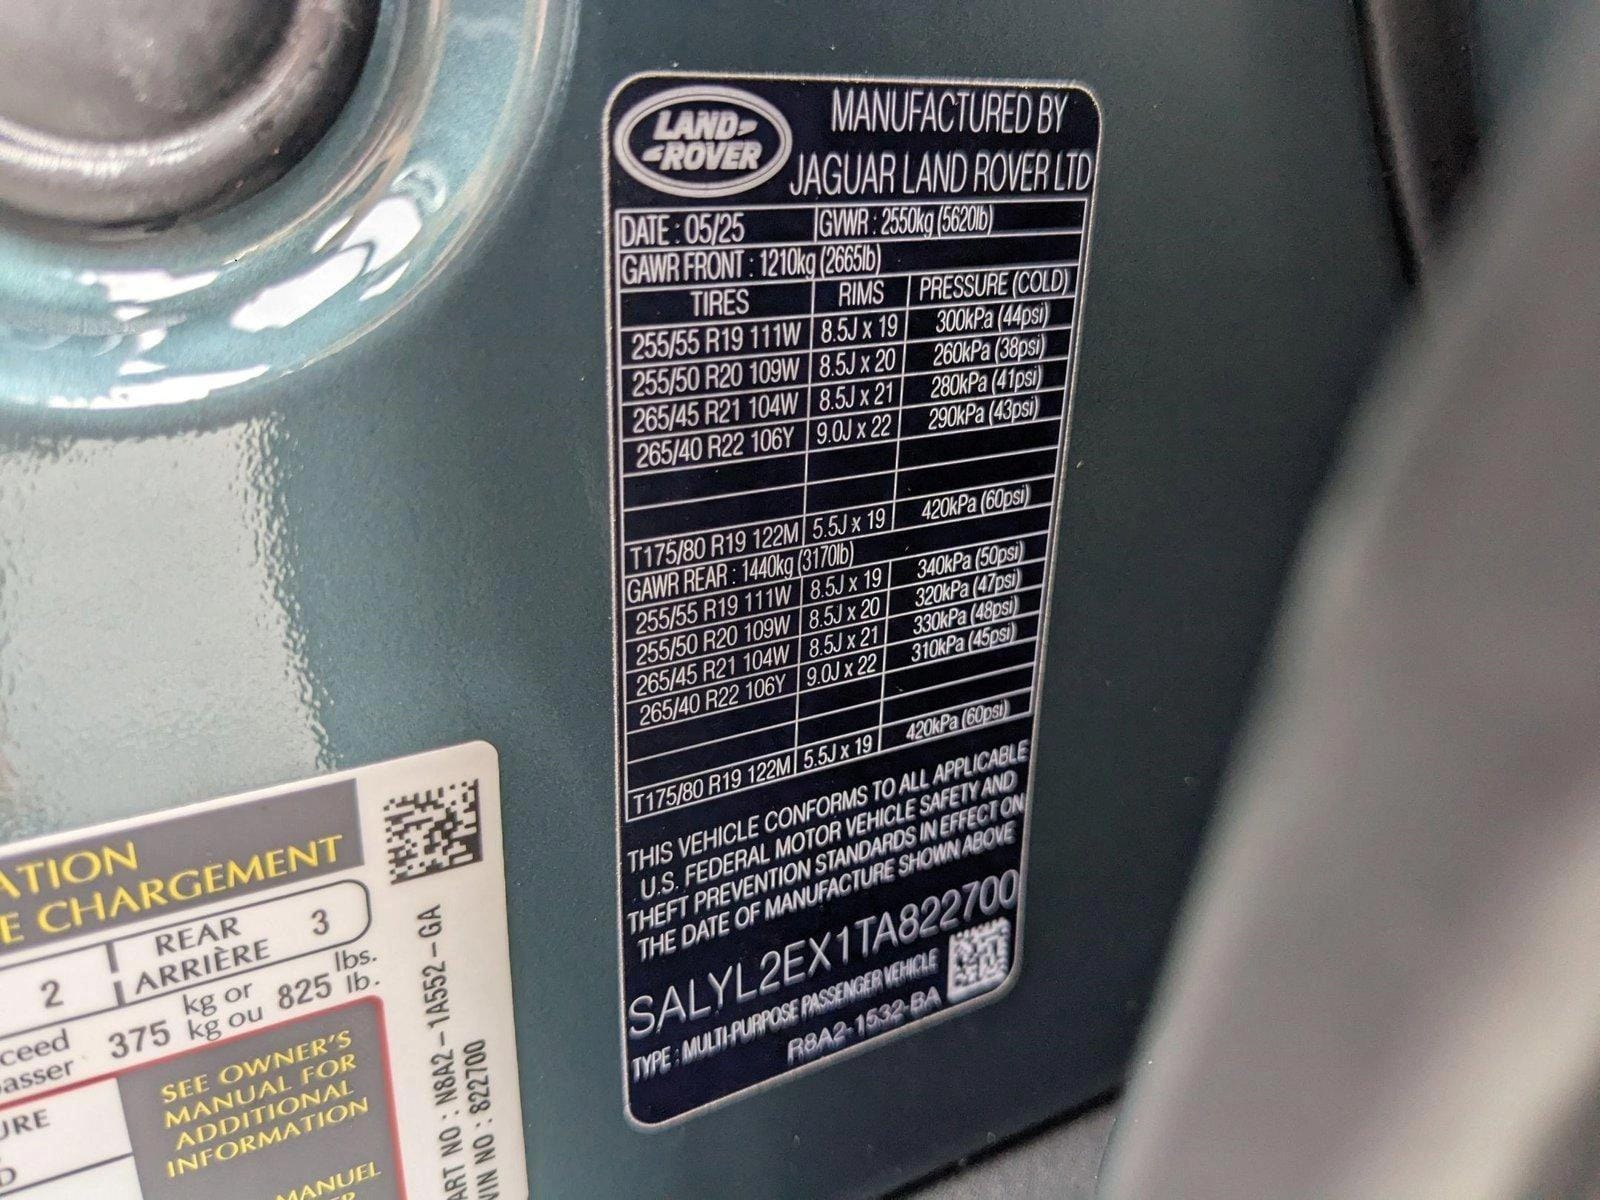 LAND-
ROVER
MANUFACTURED BY
JAGUAR LAND ROVER LTD
DATE : 05/25 GVWR : 2550kg (5620lb)
GAWR FRONT : 1210kg (2665lb)
TIRES RIMS PRESSURE (COLD)
255/55 R19 111W 8.5J x 19 300kPa (44psi)
255/50 R20 109W 8.5J x 20 260kPa (38psi)
265/45 R21 104W 8.5J x 21 280kPa (41psi)
265/40 R22 106Y 9.0J x 22 290kPa (43psi)
T175/80 R19 122M 5.5J x 19 420kPa (60psi)
GAWR REAR : 1440kg (3170lb)
255/55 R19 111W 8.5J x 19 340kPa (50psi)
255/50 R20 109W 8.5J x 20 320kPa (47psi)
265/45 R21 104W 8.5J x 21 330kPa (48psi)
265/40 R22 106Y 9.0J x 22 310kPa (45psi)
T175/80 R19 122M 5.5J x 19 420kPa (60psi)
THIS VEHICLE CONFORMS TO ALL APPLICABLE
U.S. FEDERAL MOTOR VEHICLE SAFETY AND
THEFT PREVENTION STANDARDS IN EFFECT ON
THE DATE OF MANUFACTURE SHOWN ABOVE
SALYL2EX1TA822700
TYPE : MULTI-PURPOSE PASSENGER VEHICLE
R8A2-1532-BA
ATION
E CHARGEMENT
2 REAR
ARRIÈRE 3
xceed
passer 375 kg or
kg ou 825 lbs.
lb.
URE
D
SEE OWNER'S
MANUAL FOR
ADDITIONAL
INFORMATION
MANUEL
ART NO : N8A2-1A552-GA
VIN NO : 822700